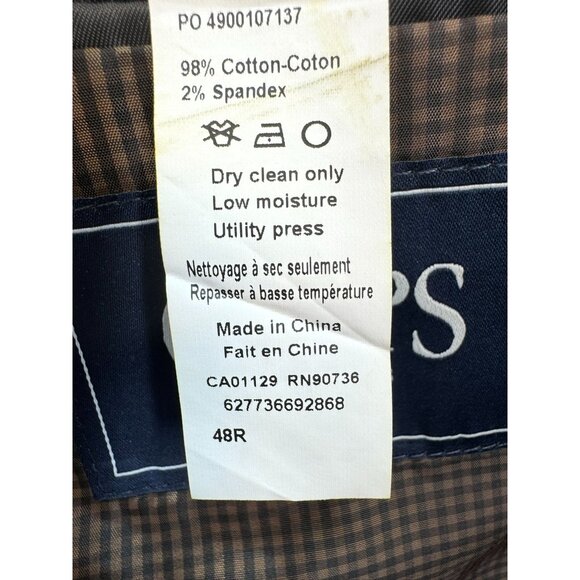 PO 4900107137
98% Cotton-Coton
2% Spandex
Dry clean only
Low moisture
Utility press
Nettoyage à sec seulement
Repasser à basse température
Made in China
Fait en Chine
CA01129 RN90736
627736692868
48R